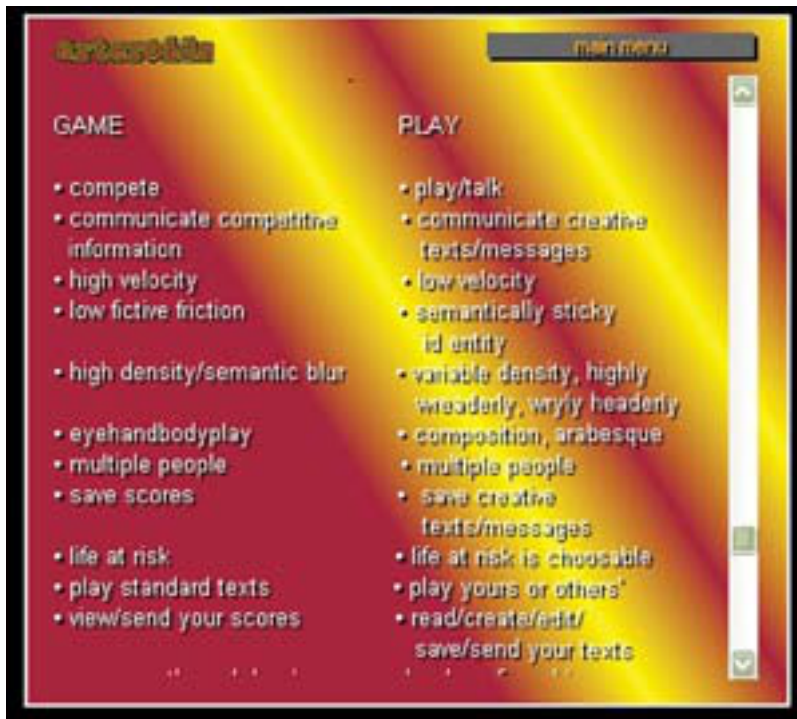 arteroids
main menu
GAME
• compete
• communicate competitive
information
• high velocity
• low fictive friction
• high density/semantic blur
• eyehandbodyplay
• multiple people
• save scores
• life at risk
• play standard texts
• view/send your scores
PLAY
• play/talk
• communicate creative
texts/messages
• low velocity
• semantically sticky
id entity
• variable density, highly
wreaderly, wryly headerly
• composition, arabesque
• multiple people
• save creative
texts/messages
• life at risk is choosable
• play yours or others'
• read/create/edit/
save/send your texts